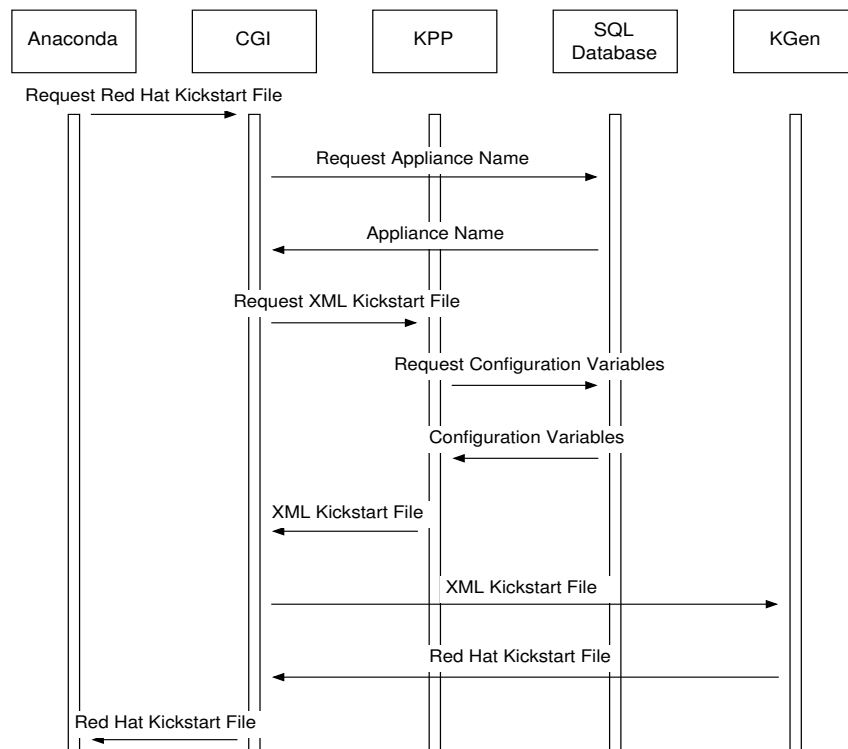 Anaconda
CGI
KPP
SQL
Database
KGen
Request Red Hat Kickstart File
Request Appliance Name
Appliance Name
Request XML Kickstart File
Request Configuration Variables
Configuration Variables
XML Kickstart File
XML Kickstart File
Red Hat Kickstart File
Red Hat Kickstart File